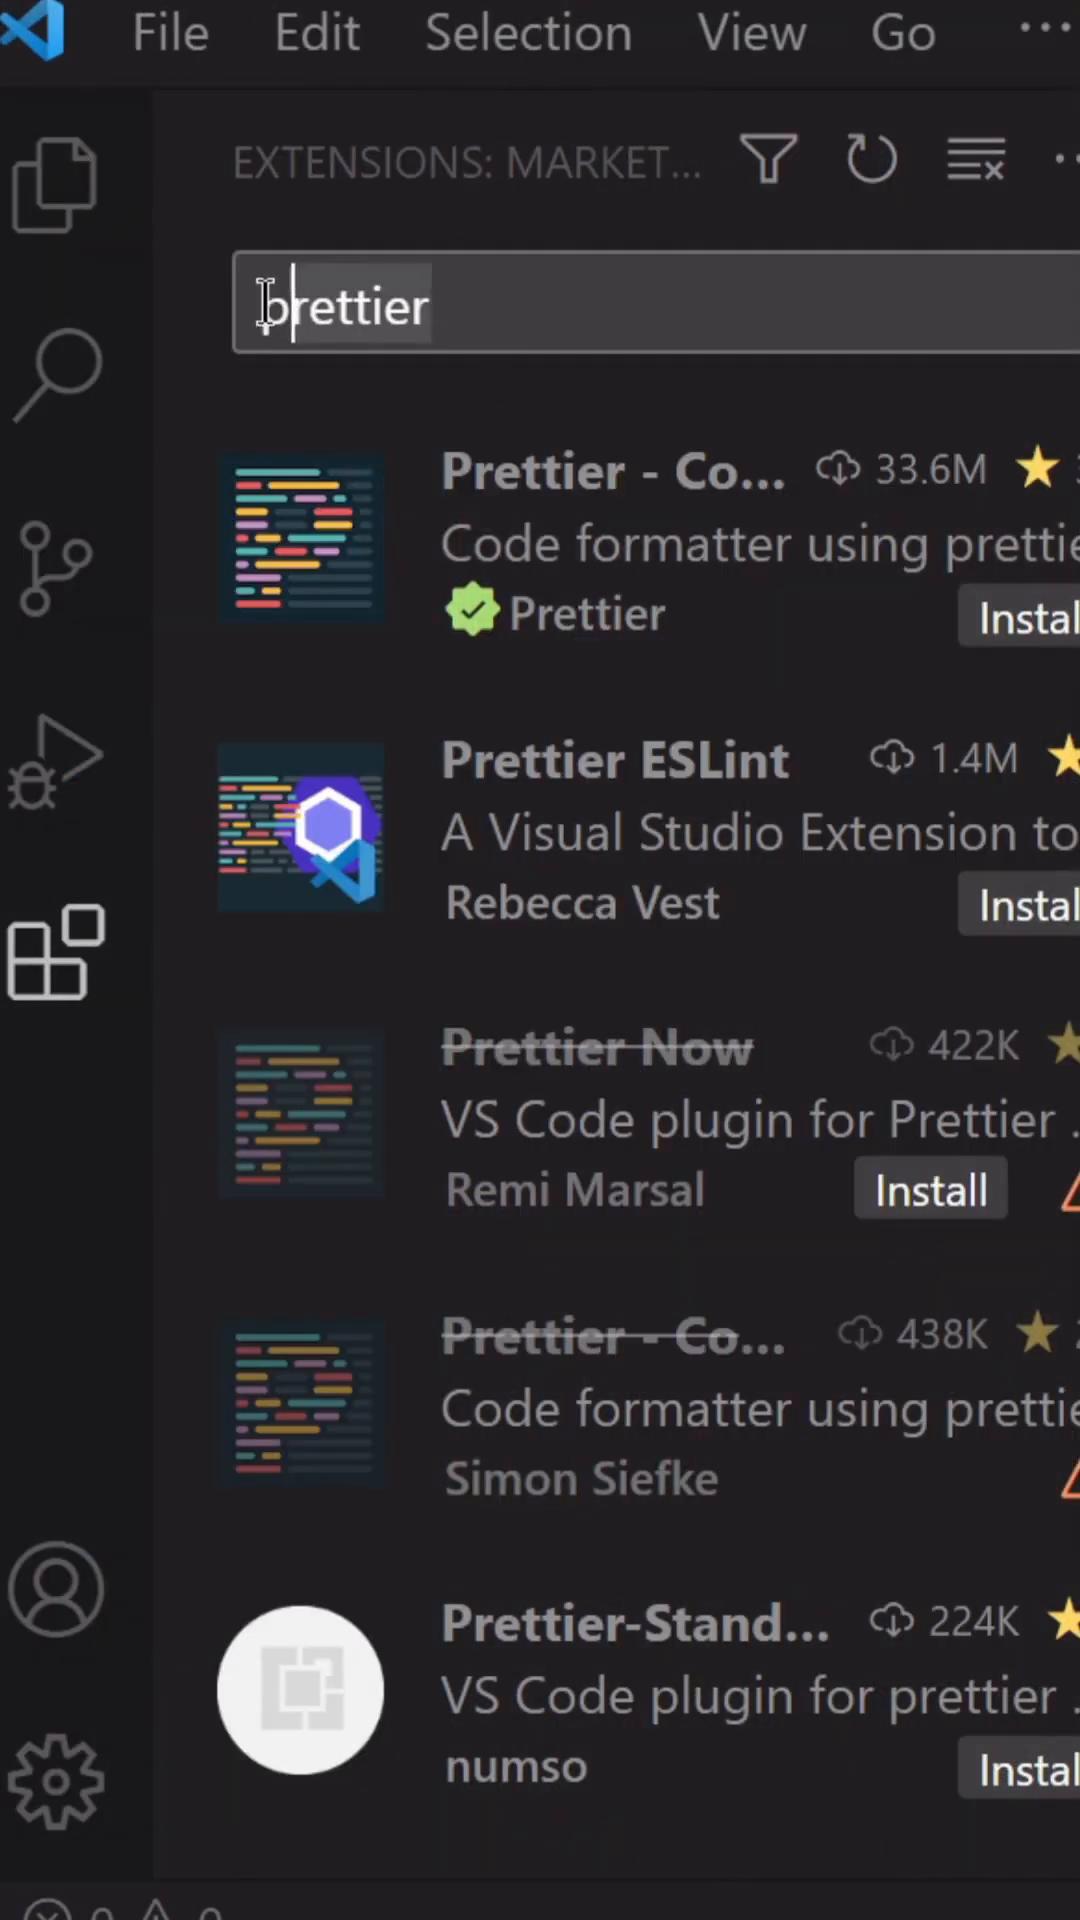 File Edit Selection View Go ...
EXTENSIONS: MARKET...
prettier
Prettier - Co... 33.6M
Code formatter using prettie
Prettier Instal
Prettier ESLint 1.4M
A Visual Studio Extension to
Rebecca Vest Instal
Prettier Now 422K
VS Code plugin for Prettier .
Remi Marsal Install
Prettier - Co... 438K
Code formatter using prettie
Simon Siefke
Prettier-Stand... 224K
VS Code plugin for prettier .
numso Instal
0 0